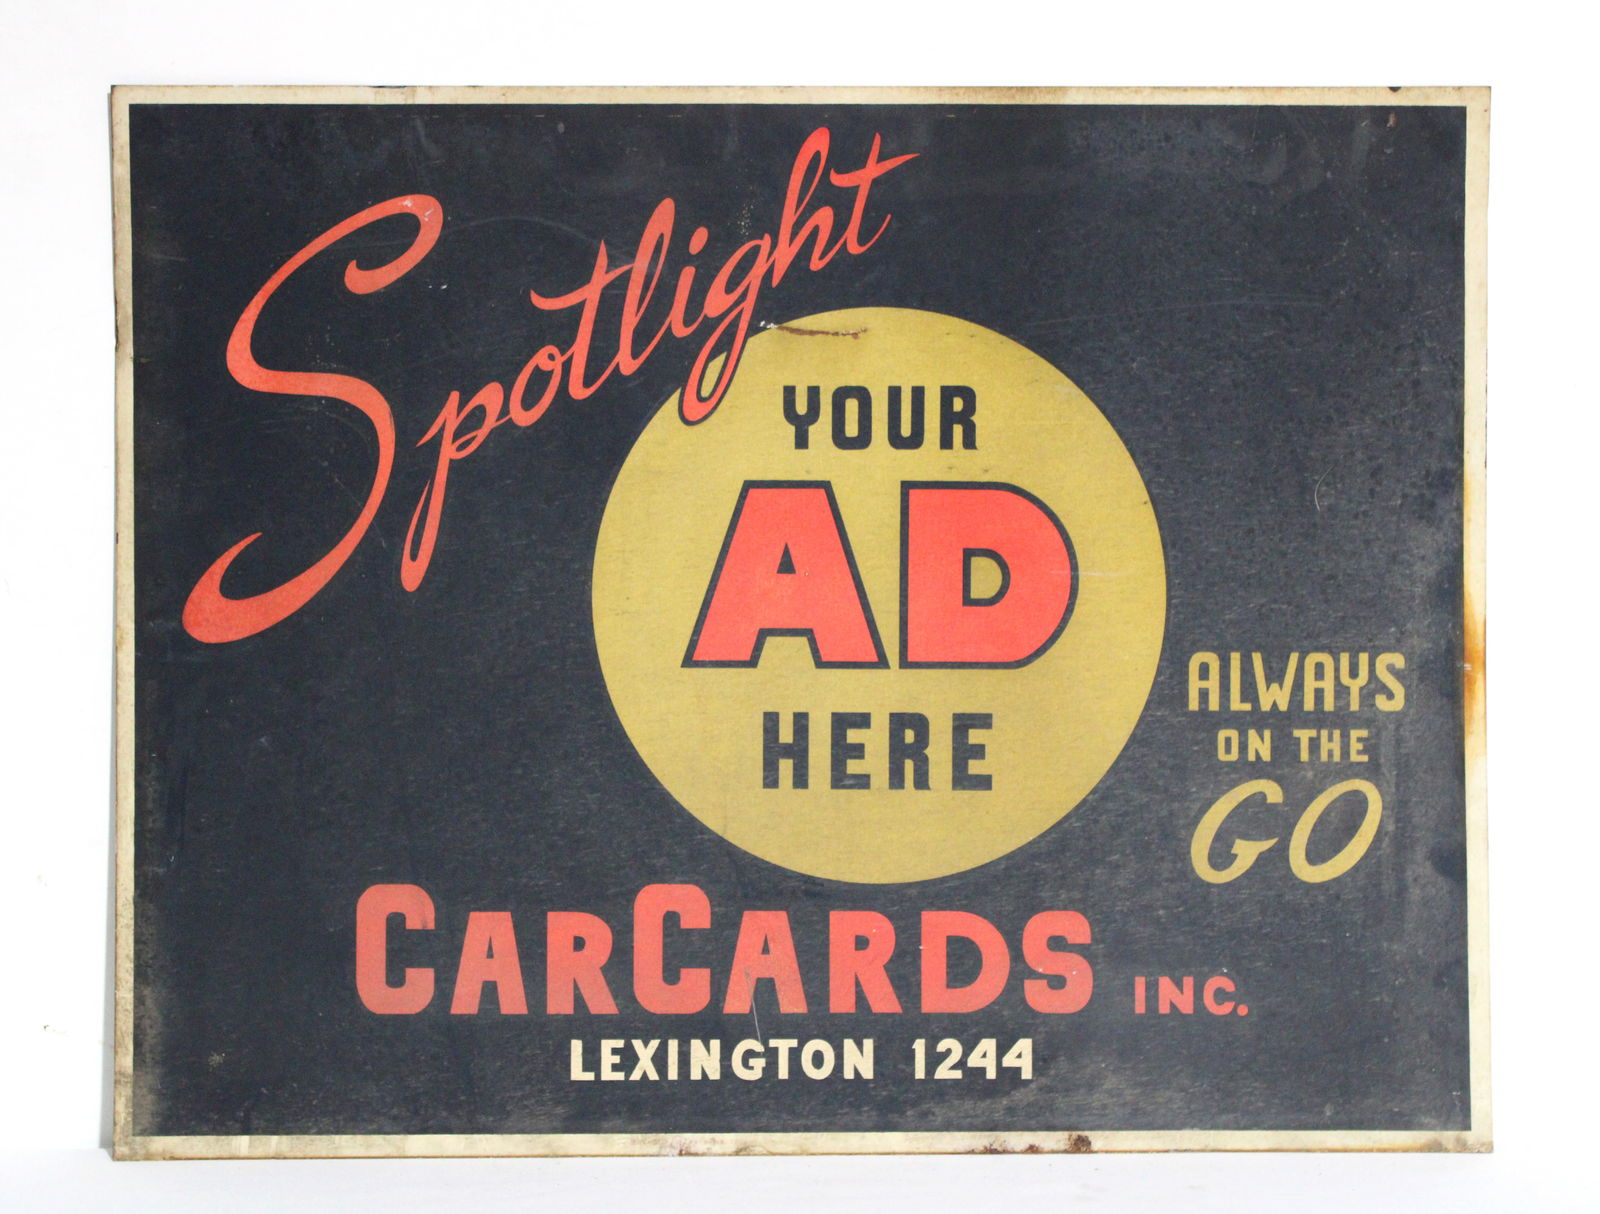 Spotlight
YOUR
AD
HERE
ALWAYS
ON THE
GO
CARCARDS INC.
LEXINGTON 1244